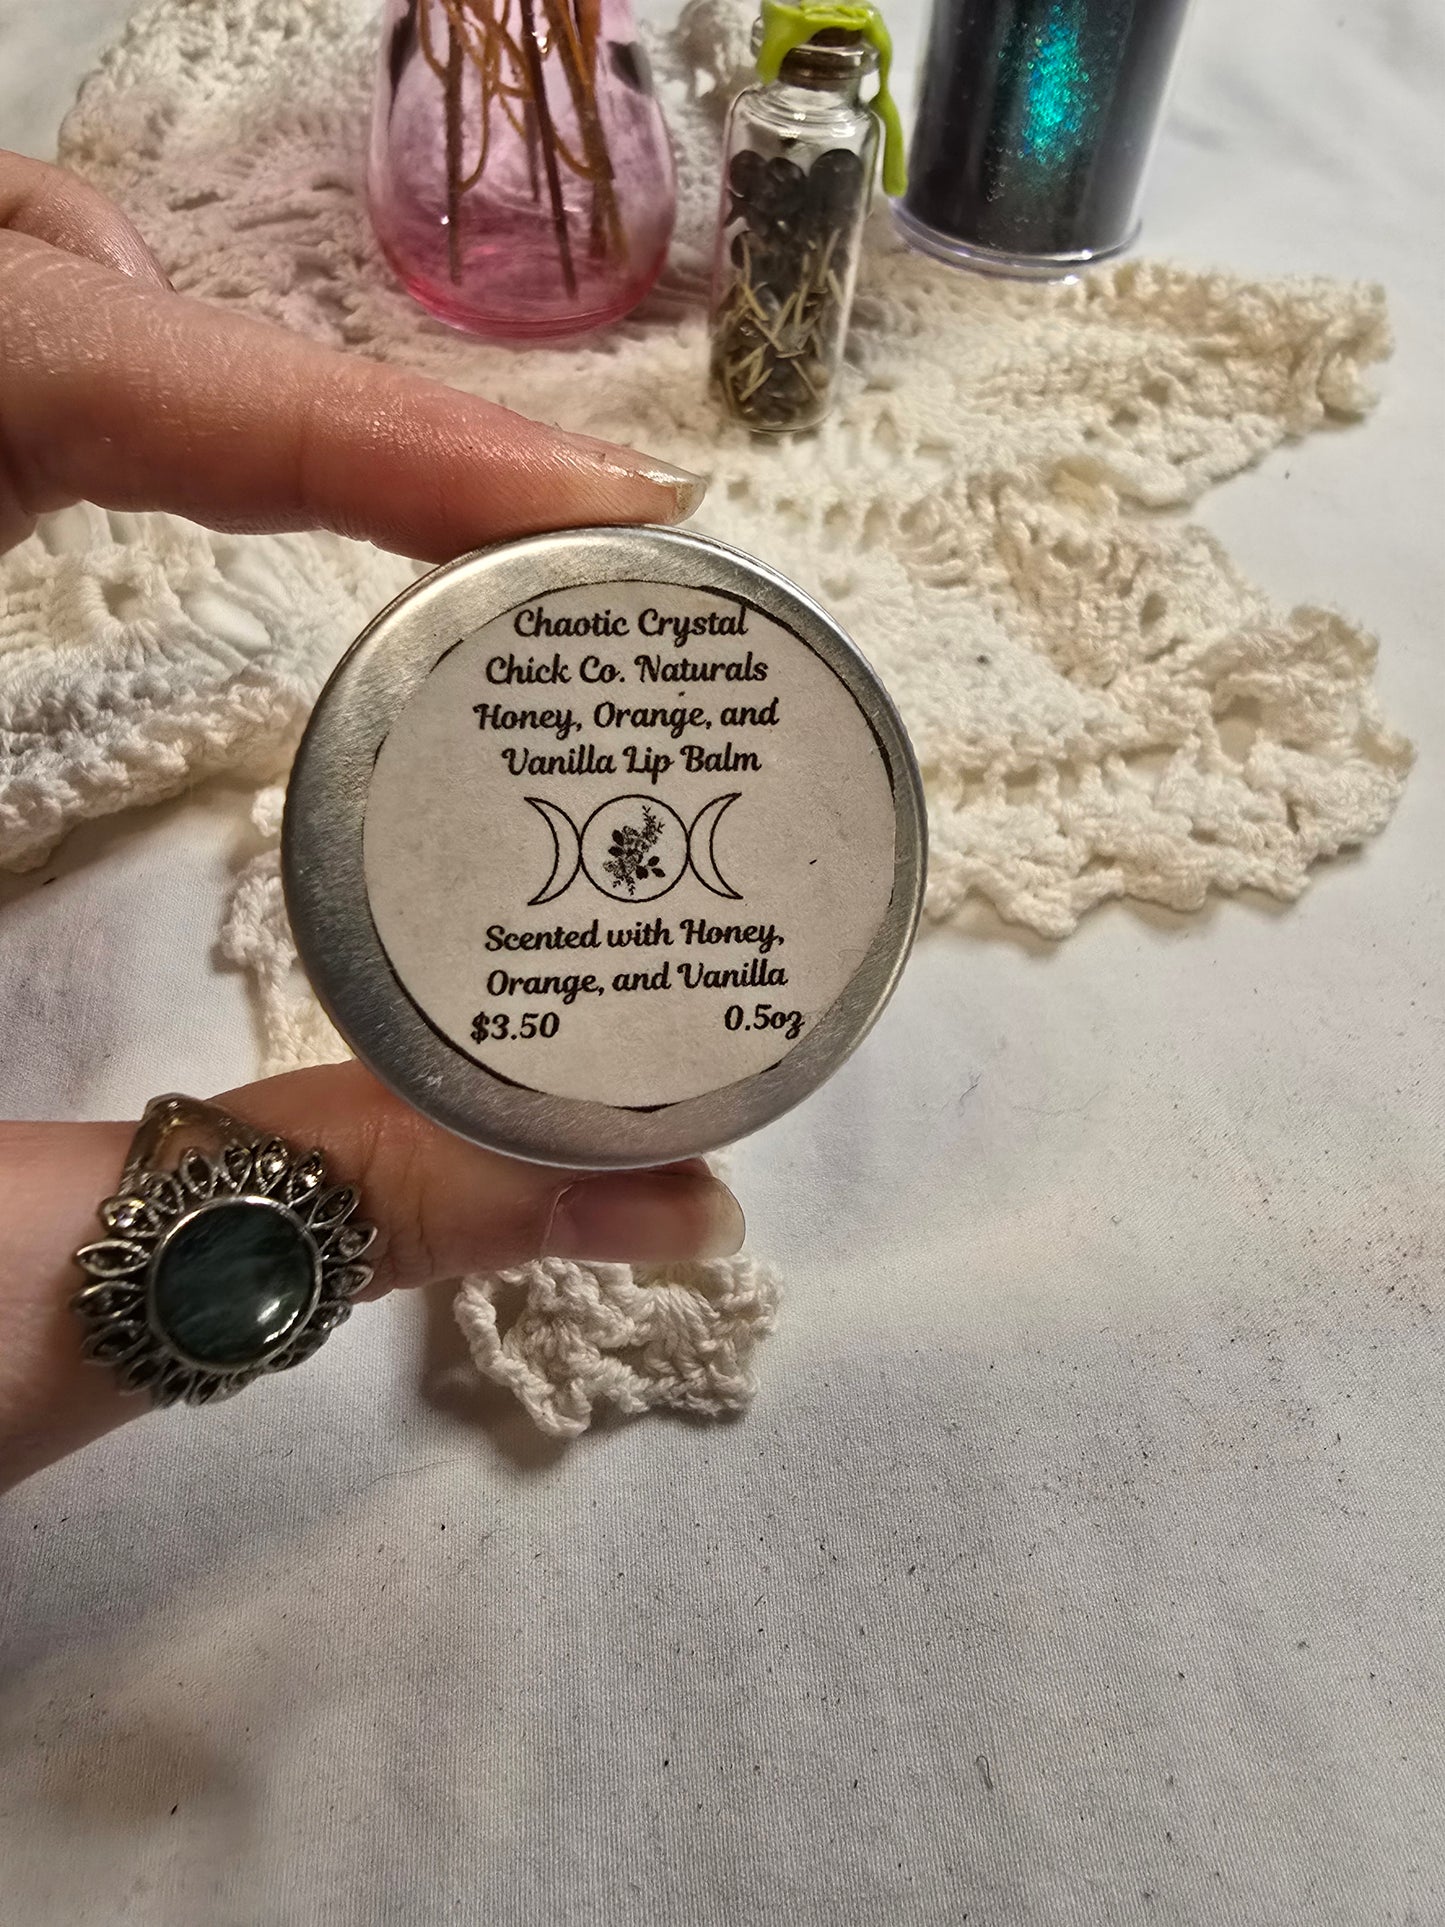 Chaotic Crystal
Chick Co. Naturals
Honey, Orange, and
Vanilla Lip Balm
Scented with Honey,
Orange, and Vanilla
$3.50 0.5oz